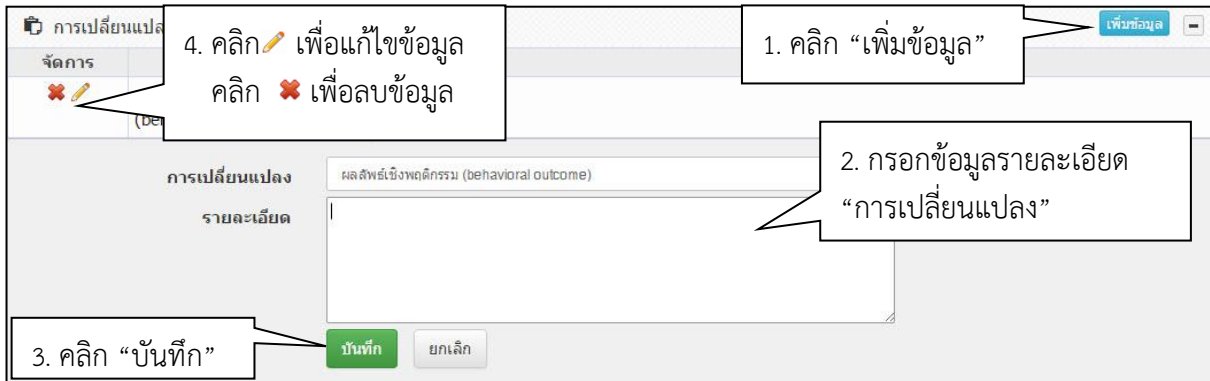 การเปลี่ยนแปล
เพิ่มข้อมูล
4. คลิก เพื่อแก้ไขข้อมูล
คลิก เพื่อลบข้อมูล
1. คลิก “เพิ่มข้อมูล”
จัดการ
การเปลี่ยนแปลง
ผลลัพธ์เชิงพฤติกรรม (behavioral outcome)
2. กรอกข้อมูลรายละเอียด
“การเปลี่ยนแปลง”
รายละเอียด
3. คลิก “บันทึก”
บันทึก
ยกเลิก